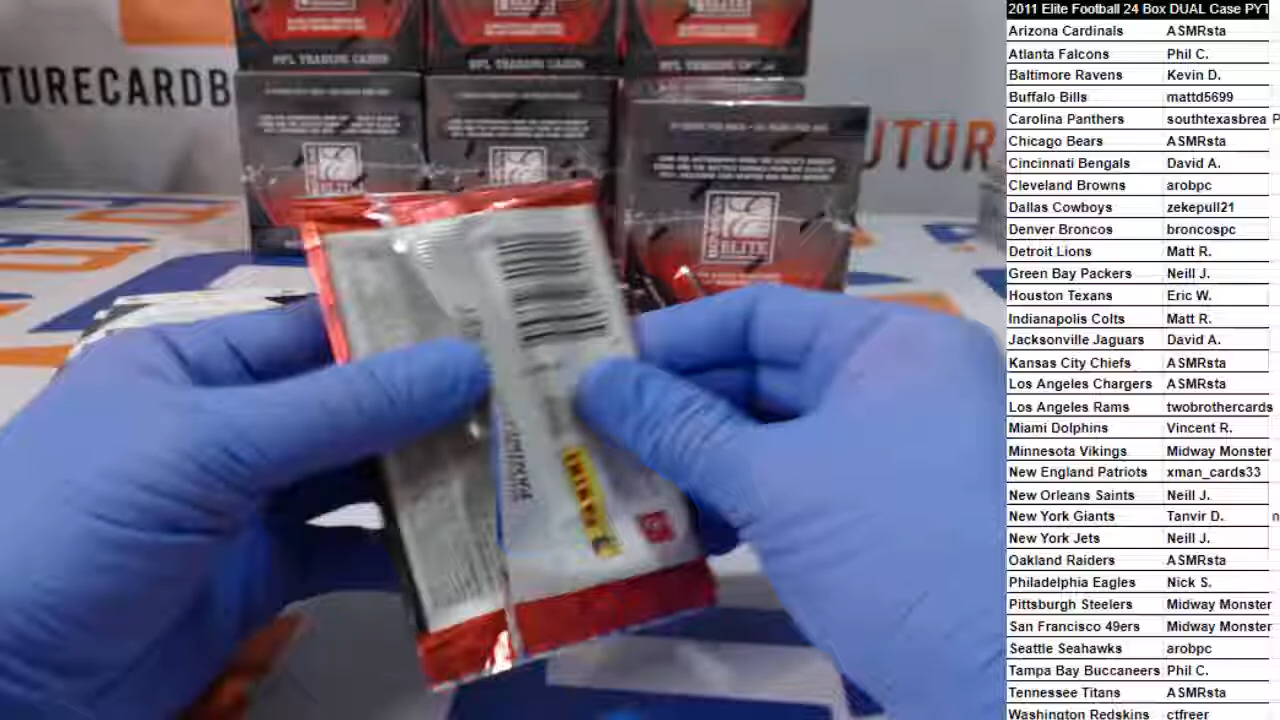 TURECARDB
UTUR
NFL TRADING CARDS
NFL TRADING CARDS
ELITE
PANINI
2011 Elite Football 24 Box DUAL Case PYT
Arizona Cardinals ASMRsta
Atlanta Falcons Phil C.
Baltimore Ravens Kevin D.
Buffalo Bills mattd5699
Carolina Panthers southtexasbrea P
Chicago Bears ASMRsta
Cincinnati Bengals David A.
Cleveland Browns arobpc
Dallas Cowboys zekepull21
Denver Broncos broncospc
Detroit Lions Matt R.
Green Bay Packers Neill J.
Houston Texans Eric W.
Indianapolis Colts Matt R.
Jacksonville Jaguars David A.
Kansas City Chiefs ASMRsta
Los Angeles Chargers ASMRsta
Los Angeles Rams twobrothercards
Miami Dolphins Vincent R.
Minnesota Vikings Midway Monster
New England Patriots xman_cards33
New Orleans Saints Neill J.
New York Giants Tanvir D. n
New York Jets Neill J.
Oakland Raiders ASMRsta
Philadelphia Eagles Nick S.
Pittsburgh Steelers Midway Monster
San Francisco 49ers Midway Monster
Seattle Seahawks arobpc
Tampa Bay Buccaneers Phil C.
Tennessee Titans ASMRsta
Washington Redskins ctfreer